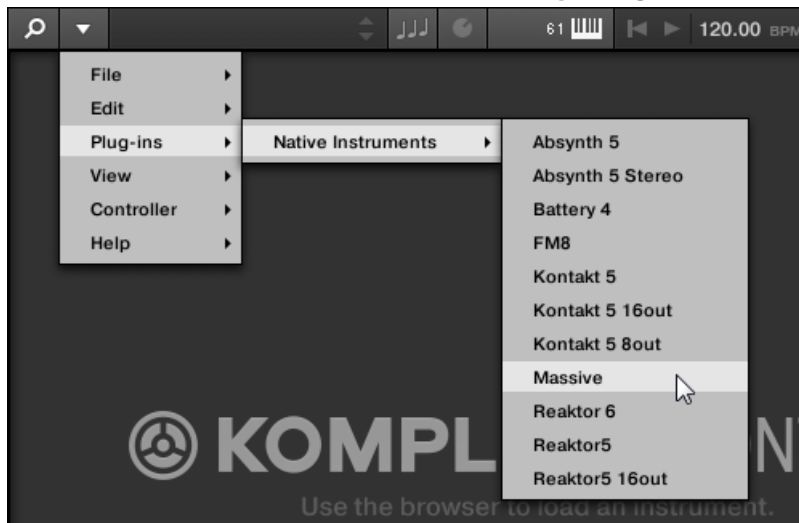 61 120.00 BPM
File
Edit
Plug-ins Native Instruments Absynth 5
View Absynth 5 Stereo
Controller Battery 4
Help FM8
Kontakt 5
Kontakt 5 16out
Kontakt 5 8out
Massive
Reaktor 6
Reaktor5
Reaktor5 16out
KOMPL NT
Use the browser to load an instrument.